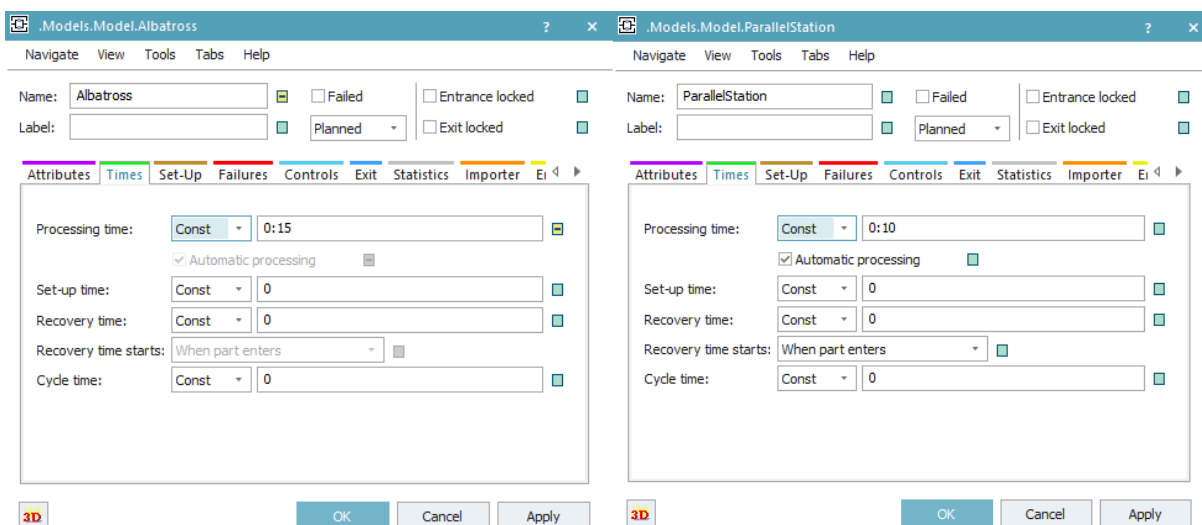 .Models.Model.Albatross ? ×
Navigate View Tools Tabs Help
Name: Albatross Failed Entrance locked
Label: Planned Exit locked
Attributes Times Set-Up Failures Controls Exit Statistics Importer
Processing time: Const 0:15
Automatic processing
Set-up time: Const 0
Recovery time: Const 0
Recovery time starts: When part enters
Cycle time: Const 0
3D OK Cancel Apply
.Models.Model.ParallelStation ? ×
Navigate View Tools Tabs Help
Name: ParallelStation Failed Entrance locked
Label: Planned Exit locked
Attributes Times Set-Up Failures Controls Exit Statistics Importer
Processing time: Const 0:10
Automatic processing
Set-up time: Const 0
Recovery time: Const 0
Recovery time starts: When part enters
Cycle time: Const 0
3D OK Cancel Apply